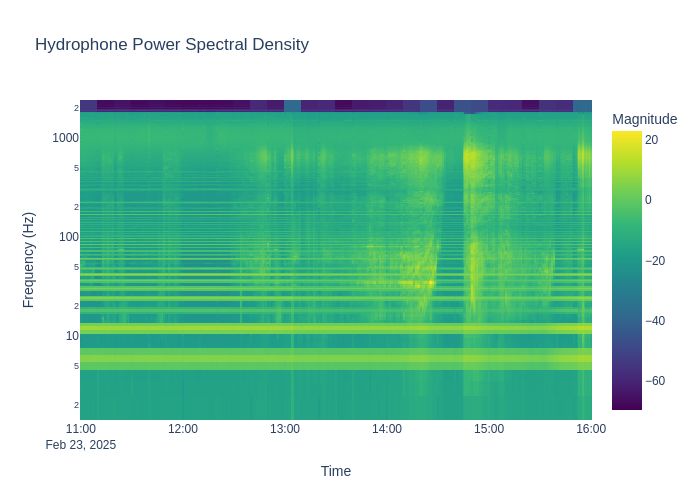 Hydrophone Power Spectral Density
Magnitude
2
1000
5
2
100
5
2
10
5
2
20
0
−20
−40
−60
Frequency (Hz)
11:00 12:00 13:00 14:00 15:00 16:00
Feb 23, 2025
Time